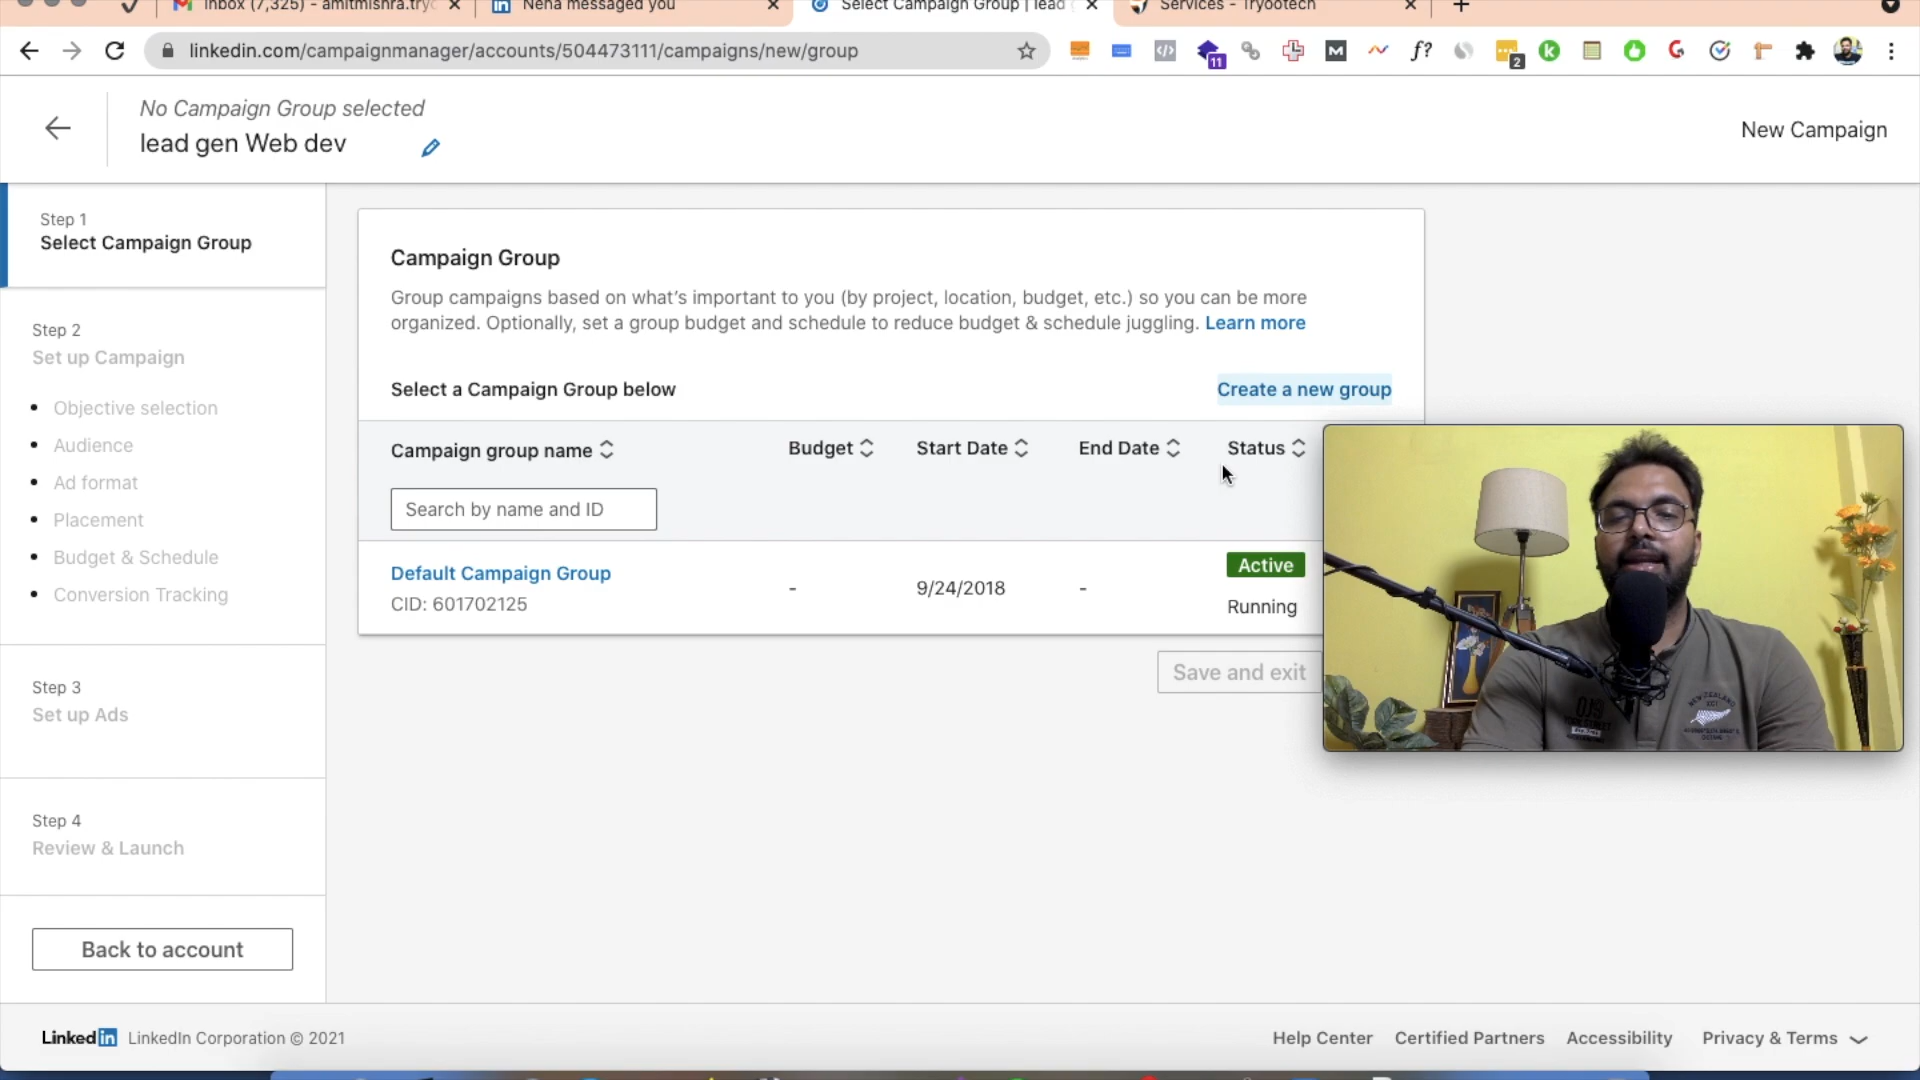 Inbox (7,325) - amitmishra.tryo
Neha messaged you
Select Campaign Group | lead
Services - Tryootech
linkedin.com/campaignmanager/accounts/504473111/campaigns/new/group
11
f?
2
No Campaign Group selected
lead gen Web dev
New Campaign
Step 1
Select Campaign Group
Step 2
Set up Campaign
Objective selection
Audience
Ad format
Placement
Budget & Schedule
Conversion Tracking
Step 3
Set up Ads
Step 4
Review & Launch
Back to account
Campaign Group
Group campaigns based on what's important to you (by project, location, budget, etc.) so you can be more
organized. Optionally, set a group budget and schedule to reduce budget & schedule juggling. Learn more
Select a Campaign Group below
Create a new group
Campaign group name
Budget
Start Date
End Date
Status
Search by name and ID
Default Campaign Group
CID: 601702125
-
9/24/2018
-
Active
Running
Save and exit
NEW ZEALAND
LinkedIn LinkedIn Corporation © 2021
Help Center
Certified Partners
Accessibility
Privacy & Terms